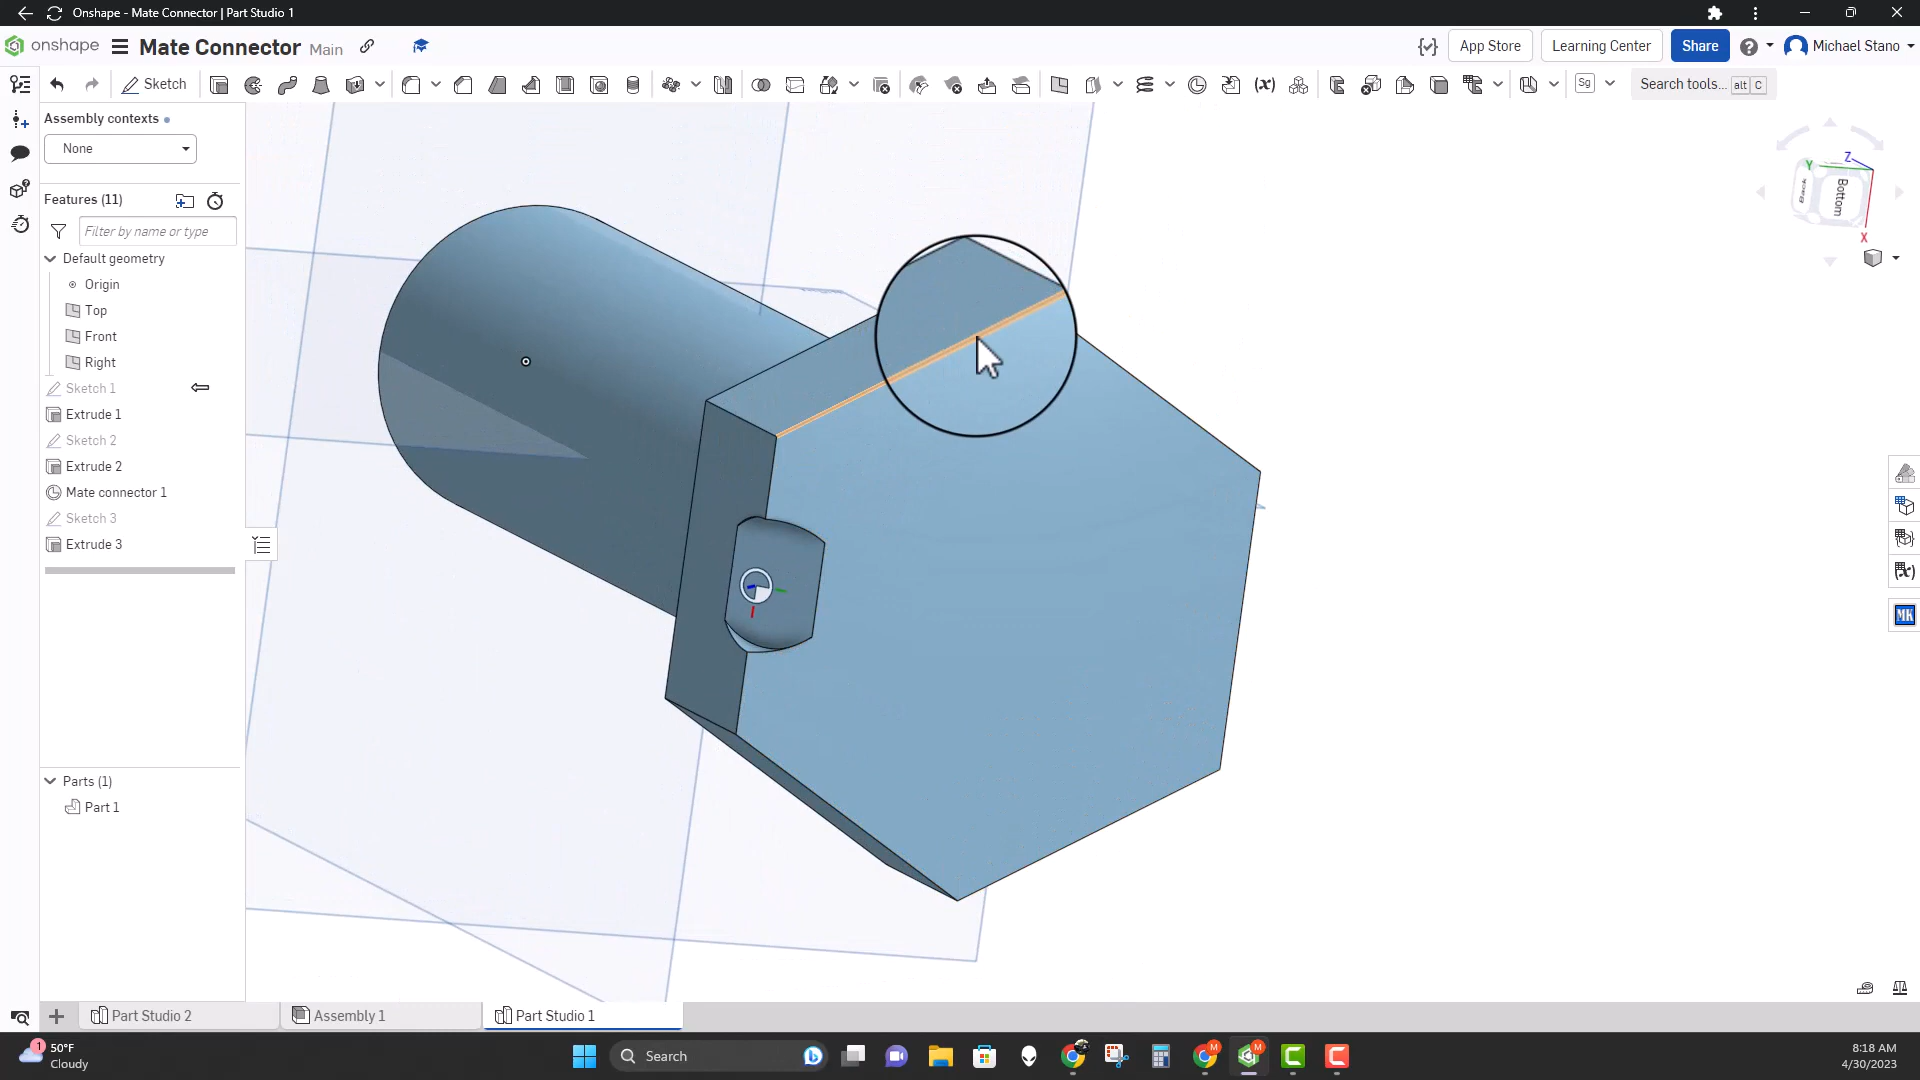 Onshape - Mate Connector | Part Studio 1
onshape
Mate Connector Main
App Store
Learning Center
Share
Michael Stano
Sketch
Sg
Search tools... alt C
Assembly contexts
None
Features (11)
Filter by name or type
Default geometry
Origin
Top
Front
Right
Sketch 1
Extrude 1
Sketch 2
Extrude 2
Mate connector 1
Sketch 3
Extrude 3
Parts (1)
Part 1
Z
Y
Back
Bottom
X
(x)
(x)
MK
Part Studio 2
Assembly 1
Part Studio 1
1
50°F
Cloudy
Search
M
M
8:18 AM
4/30/2023